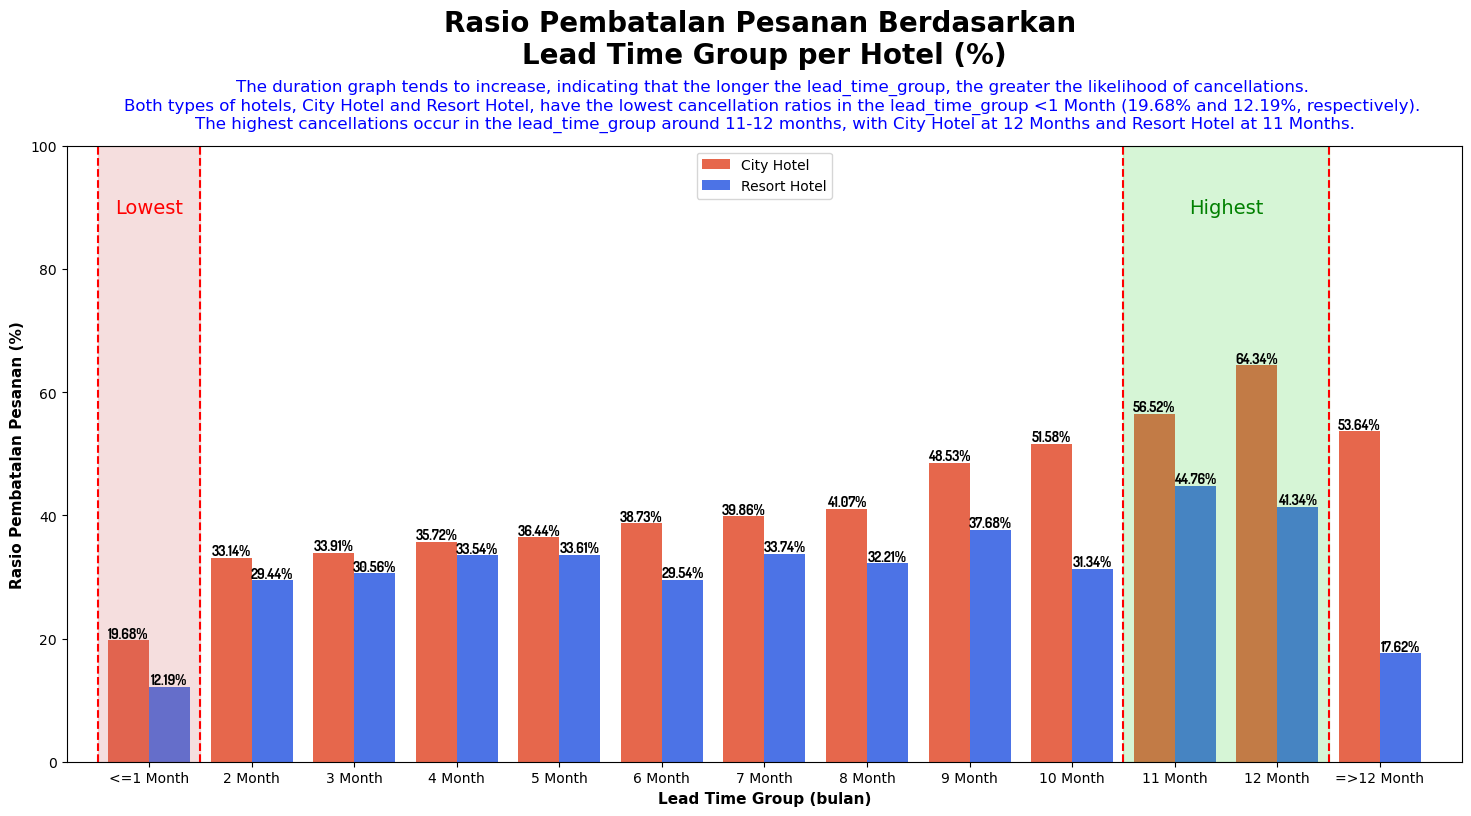 Rasio Pembatalan Pesanan Berdasarkan
Lead Time Group per Hotel (%)
The duration graph tends to increase, indicating that the longer the lead_time_group, the greater the likelihood of cancellations.
Both types of hotels, City Hotel and Resort Hotel, have the lowest cancellation ratios in the lead_time_group <1 Month (19.68% and 12.19%, respectively).
The highest cancellations occur in the lead_time_group around 11-12 months, with City Hotel at 12 Months and Resort Hotel at 11 Months.
City Hotel
Resort Hotel
Lowest
Highest
Rasio Pembatalan Pesanan (%)
100
80
60
40
20
0
19.68%
12.19%
33.14%
29.44%
33.91%
30.56%
35.72%
33.54%
36.44%
33.61%
38.73%
29.54%
39.86%
33.74%
41.07%
32.21%
48.53%
37.68%
51.58%
31.34%
56.52%
44.76%
64.34%
41.34%
53.64%
17.62%
<=1 Month
2 Month
3 Month
4 Month
5 Month
6 Month
7 Month
8 Month
9 Month
10 Month
11 Month
12 Month
=>12 Month
Lead Time Group (bulan)